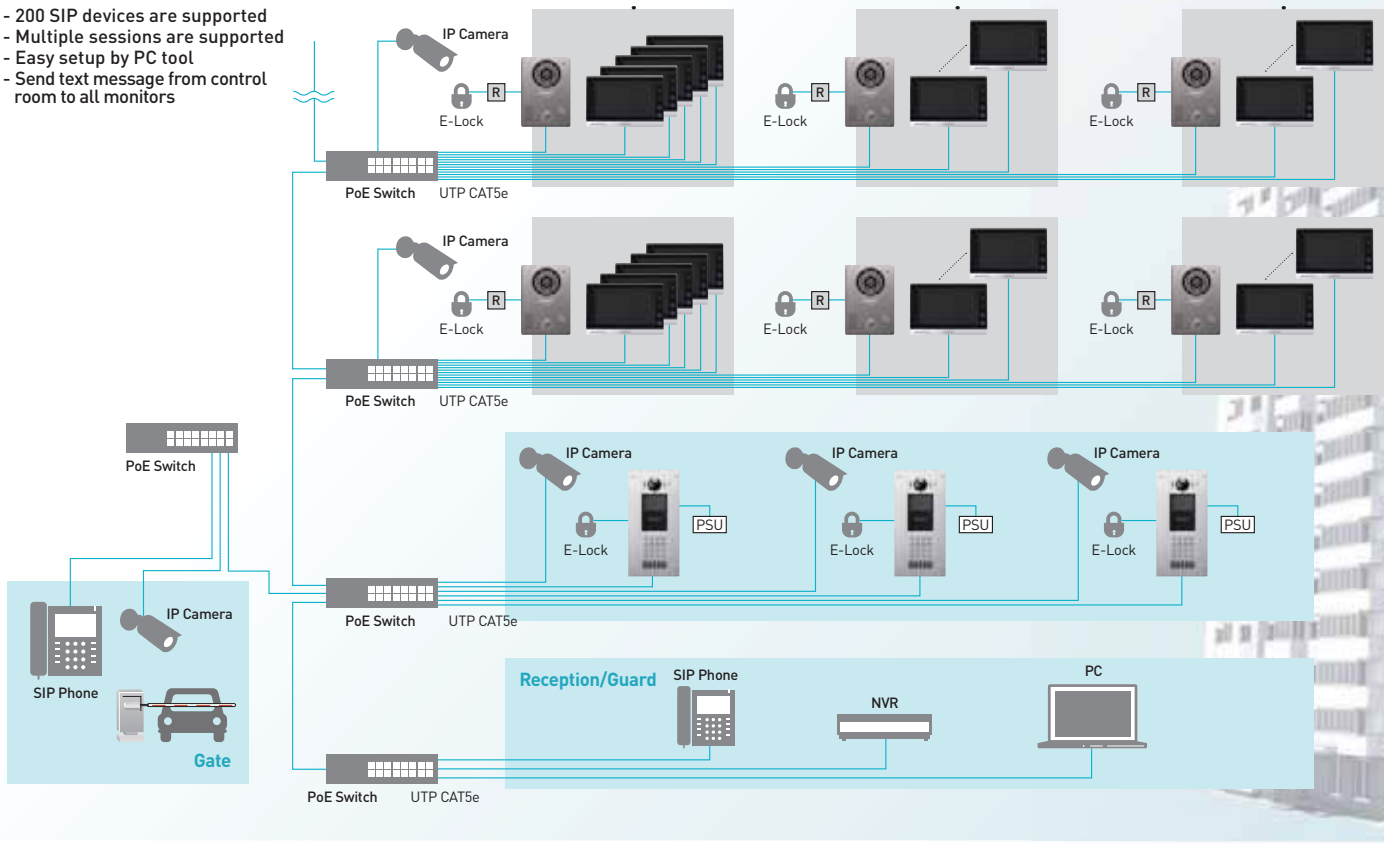 - 200 SIP devices are supported
- Multiple sessions are supported
- Easy setup by PC tool
- Send text message from control
room to all monitors
IP Camera
R
E-Lock
R
E-Lock
R
E-Lock
PoE Switch
UTP CAT5e
IP Camera
R
E-Lock
R
E-Lock
R
E-Lock
PoE Switch
UTP CAT5e
PoE Switch
IP Camera
E-Lock
PSU
IP Camera
E-Lock
PSU
IP Camera
E-Lock
PSU
PoE Switch
UTP CAT5e
SIP Phone
IP Camera
Gate
Reception/Guard
SIP Phone
NVR
PC
PoE Switch
UTP CAT5e